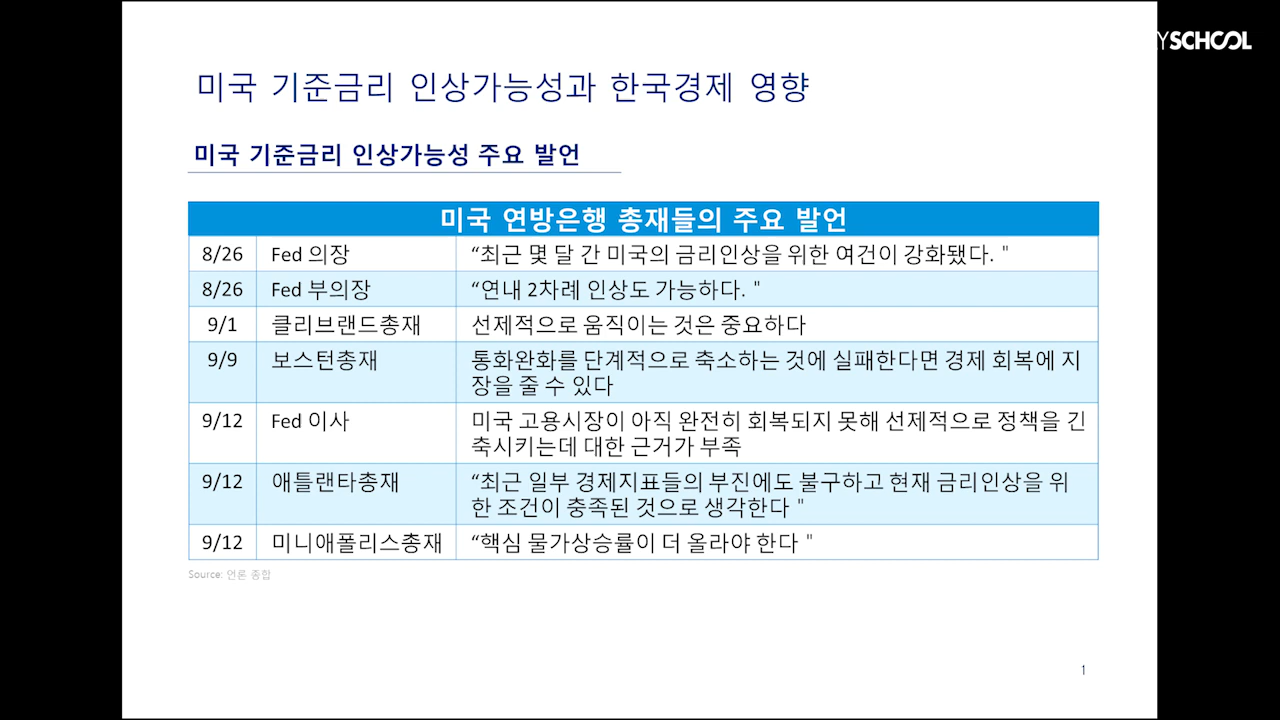 YSCHOOL
미국 기준금리 인상가능성과 한국경제 영향
미국 기준금리 인상가능성 주요 발언
미국 연방은행 총재들의 주요 발언
8/26 Fed 의장 “최근 몇 달 간 미국의 금리인상을 위한 여건이 강화됐다. "
8/26 Fed 부의장 “연내 2차례 인상도 가능하다. "
9/1 클리브랜드총재 선제적으로 움직이는 것은 중요하다
9/9 보스턴총재 통화완화를 단계적으로 축소하는 것에 실패한다면 경제 회복에 지
장을 줄 수 있다
9/12 Fed 이사 미국 고용시장이 아직 완전히 회복되지 못해 선제적으로 정책을 긴
축시키는데 대한 근거가 부족
9/12 애틀랜타총재 “최근 일부 경제지표들의 부진에도 불구하고 현재 금리인상을 위
한 조건이 충족된 것으로 생각한다 "
9/12 미니애폴리스총재 “핵심 물가상승률이 더 올라야 한다 "
Source: 언론 종합
1